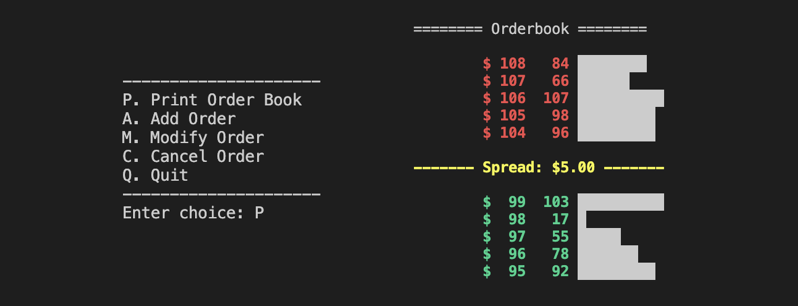 ---------------------
P. Print Order Book
A. Add Order
M. Modify Order
C. Cancel Order
Q. Quit
---------------------
Enter choice: P
======== Orderbook ========
$ 108 84
$ 107 66
$ 106 107
$ 105 98
$ 104 96
------- Spread: $5.00 -------
$ 99 103
$ 98 17
$ 97 55
$ 96 78
$ 95 92